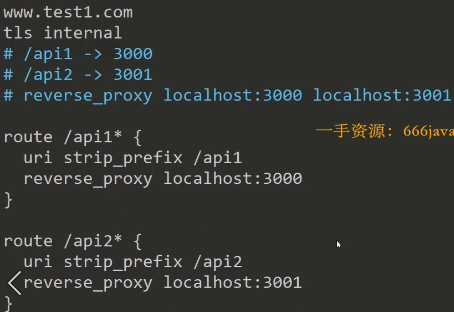 www.test1.com
tls internal
# /api1 -> 3000
# /api2 -> 3001
# reverse_proxy localhost:3000 localhost:3001
route /api1* {
一手资源：666java
  uri strip_prefix /api1
  reverse_proxy localhost:3000
}
route /api2* {
  uri strip_prefix /api2
  reverse_proxy localhost:3001
}